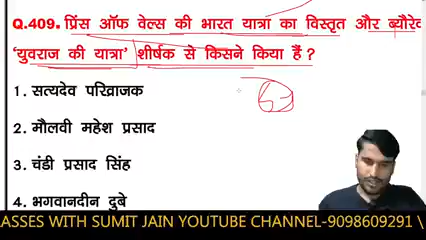 Q.409. प्रिंस ऑफ वेल्स की भारत यात्रा का विस्तृत और ब्यौरेव
'युवराज की यात्रा' शीर्षक से किसने किया हैं ?
1. सत्यदेव परिव्राजक
2. मौलवी महेश प्रसाद
3. चंडी प्रसाद सिंह
4. भगवानदीन दुबे
ASSES WITH SUMIT JAIN YOUTUBE CHANNEL-9098609291 \